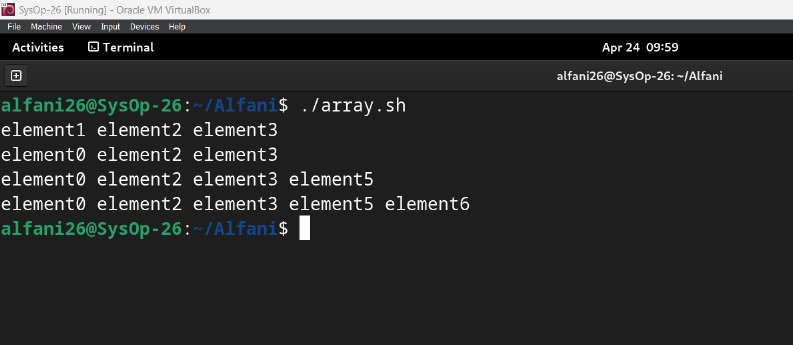 SysOp-26 [Running] - Oracle VM VirtualBox
File Machine View Input Devices Help
Activities Terminal Apr 24 09:59
alfani26@SysOp-26: ~/Alfani
alfani26@SysOp-26:~/Alfani$ ./array.sh
element1 element2 element3
element0 element2 element3
element0 element2 element3 element5
element0 element2 element3 element5 element6
alfani26@SysOp-26:~/Alfani$